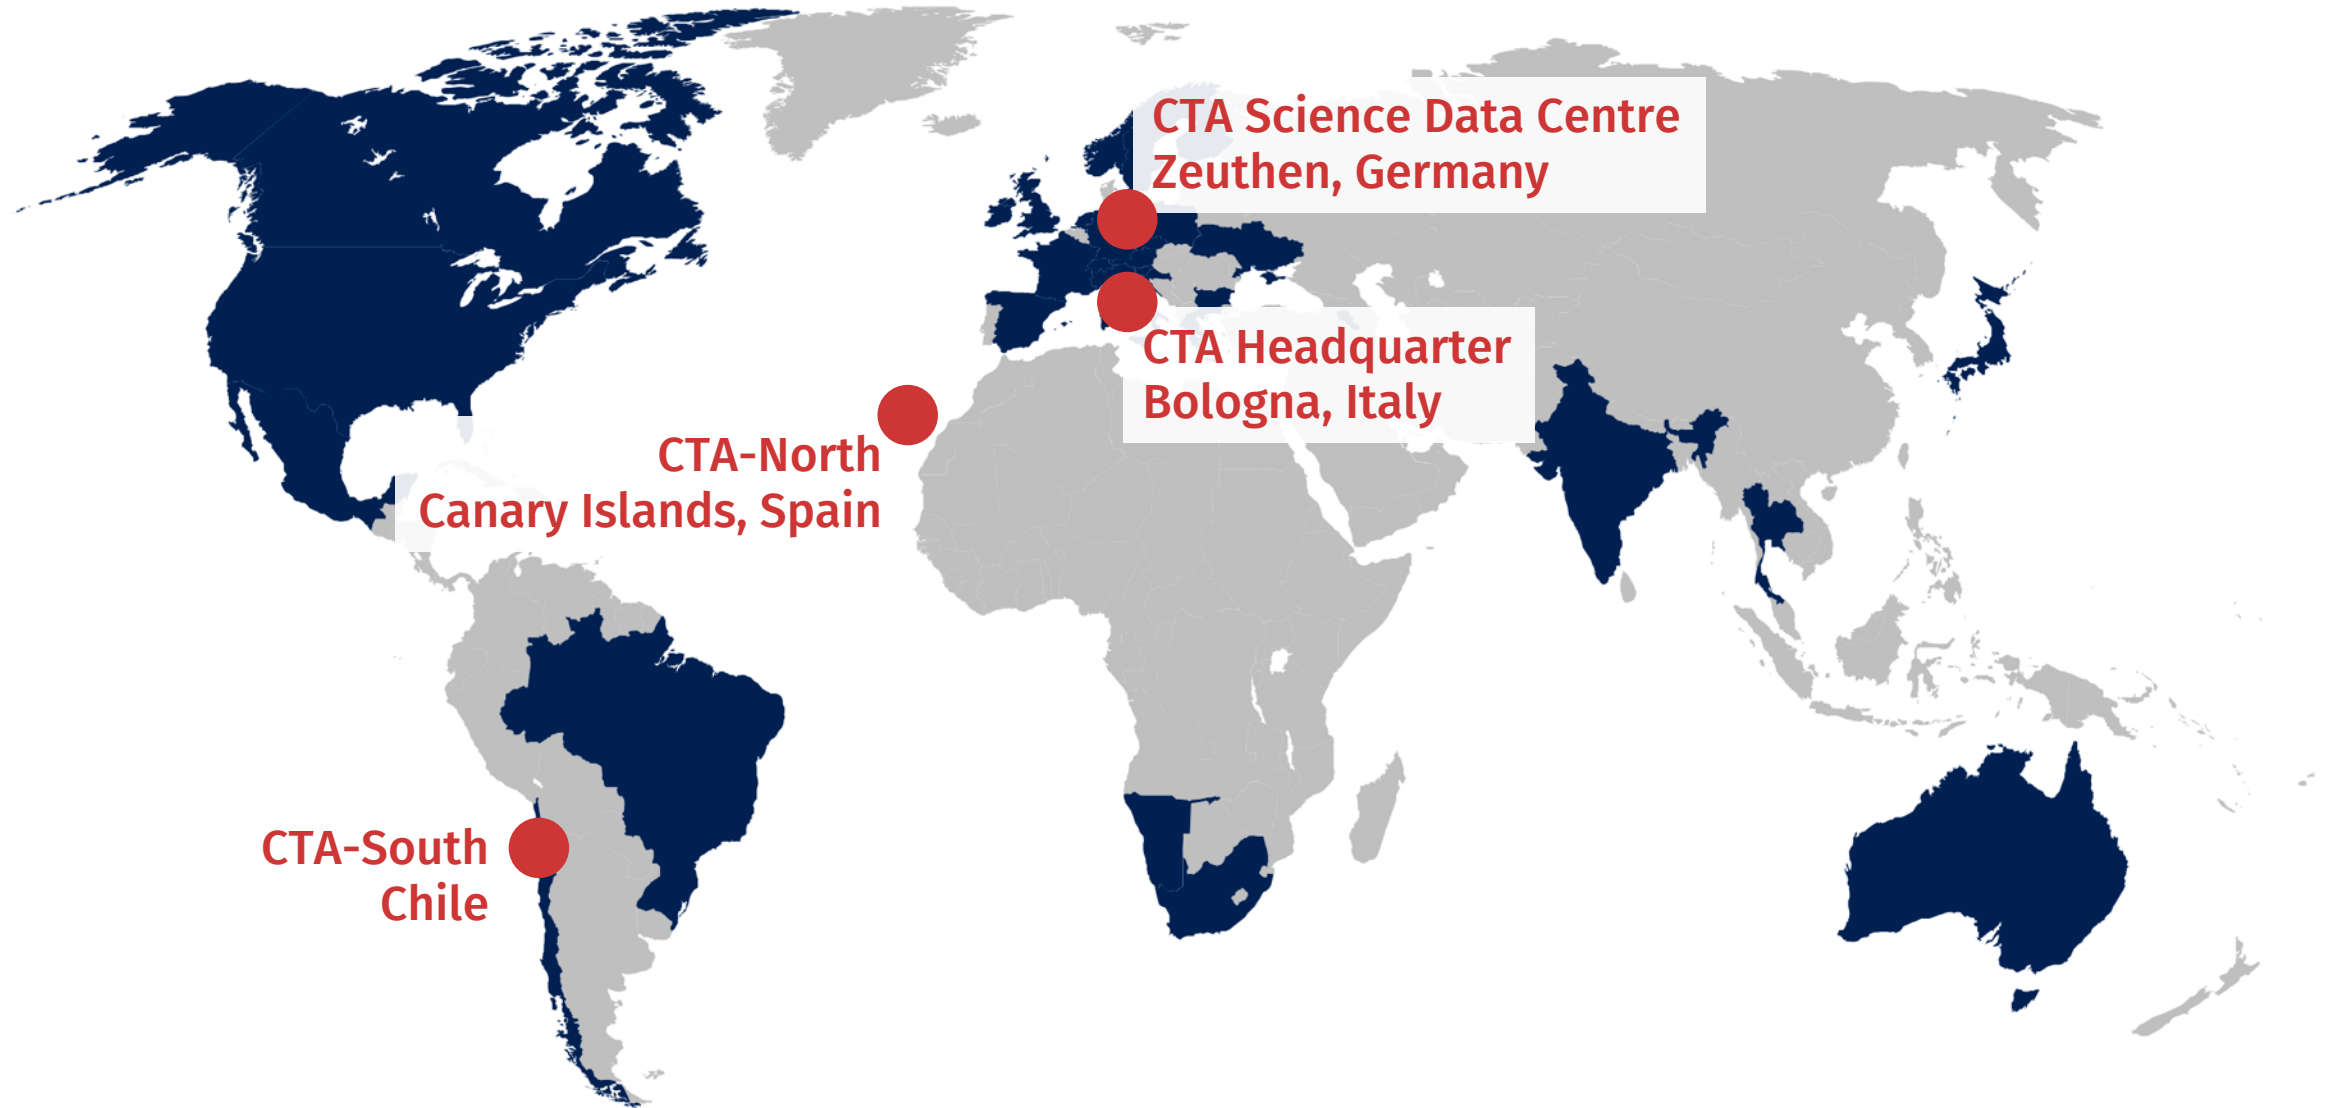 CTA Science Data Centre
Zeuthen, Germany
CTA Headquarter
Bologna, Italy
CTA-North
Canary Islands, Spain
CTA-South
Chile